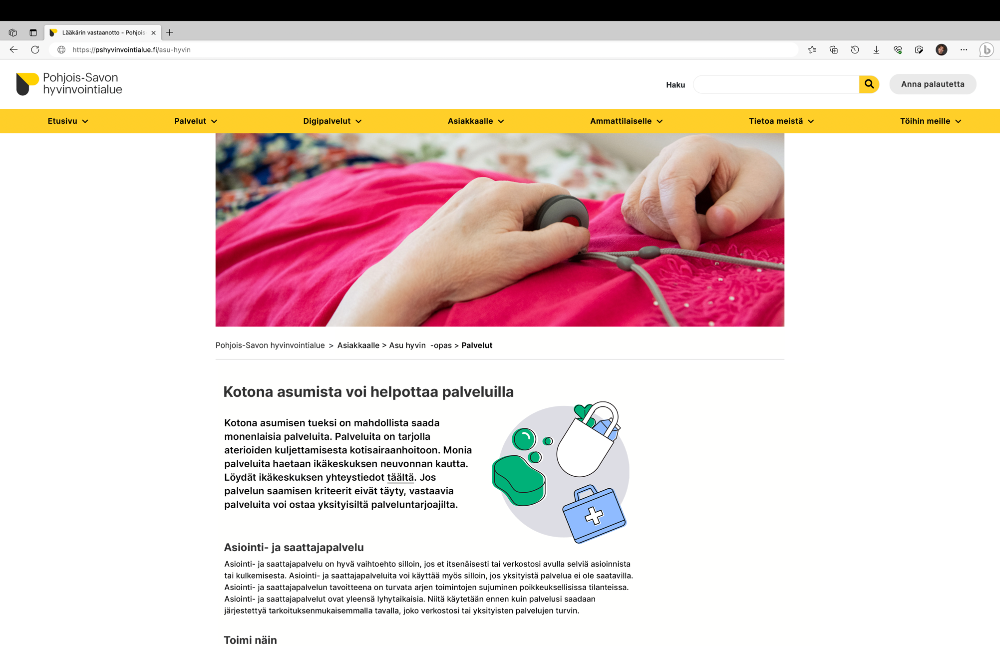 Lääkärin vastaanotto - Pohjois-
https://pshyvinvointialue.fi/asu-hyvin
Pohjois-Savon
hyvinvointialue
Haku
Anna palautetta
Etusivu
Palvelut
Digipalvelut
Asiakkaalle
Ammattilaiselle
Tietoa meistä
Töihin meille
Pohjois-Savon hyvinvointialue > Asiakkaalle > Asu hyvin -opas > Palvelut
Kotona asumista voi helpottaa palveluilla
Kotona asumisen tueksi on mahdollista saada
monenlaisia palveluita. Palveluita on tarjolla
aterioiden kuljettamisesta kotisairaanhoitoon. Monia
palveluita haetaan ikäkeskuksen neuvonnan kautta.
Löydät ikäkeskuksen yhteystiedot täältä. Jos
palvelun saamisen kriteerit eivät täyty, vastaavia
palveluita voi ostaa yksityisiltä palveluntarjoajilta.
Asiointi- ja saattajapalvelu
Asiointi- ja saattajapalvelu on hyvä vaihtoehto silloin, jos et itsenäisesti tai verkostosi avulla selviä asioinnista
tai kulkemisesta. Asiointi- ja saattajapalveluita voi käyttää myös silloin, jos yksityistä palvelua ei ole saatavilla.
Asiointi- ja saattajapalvelun tavoitteena on turvata arjen toimintojen sujuminen poikkeuksellisissa tilanteissa.
Asiointi- ja saattajapalvelut ovat yleensä lyhytaikaisia. Niitä käytetään ennen kuin palvelusi saadaan
järjestettyä tarkoituksenmukaisemmalla tavalla, joko verkostosi tai yksityisten palvelujen turvin.
Toimi näin